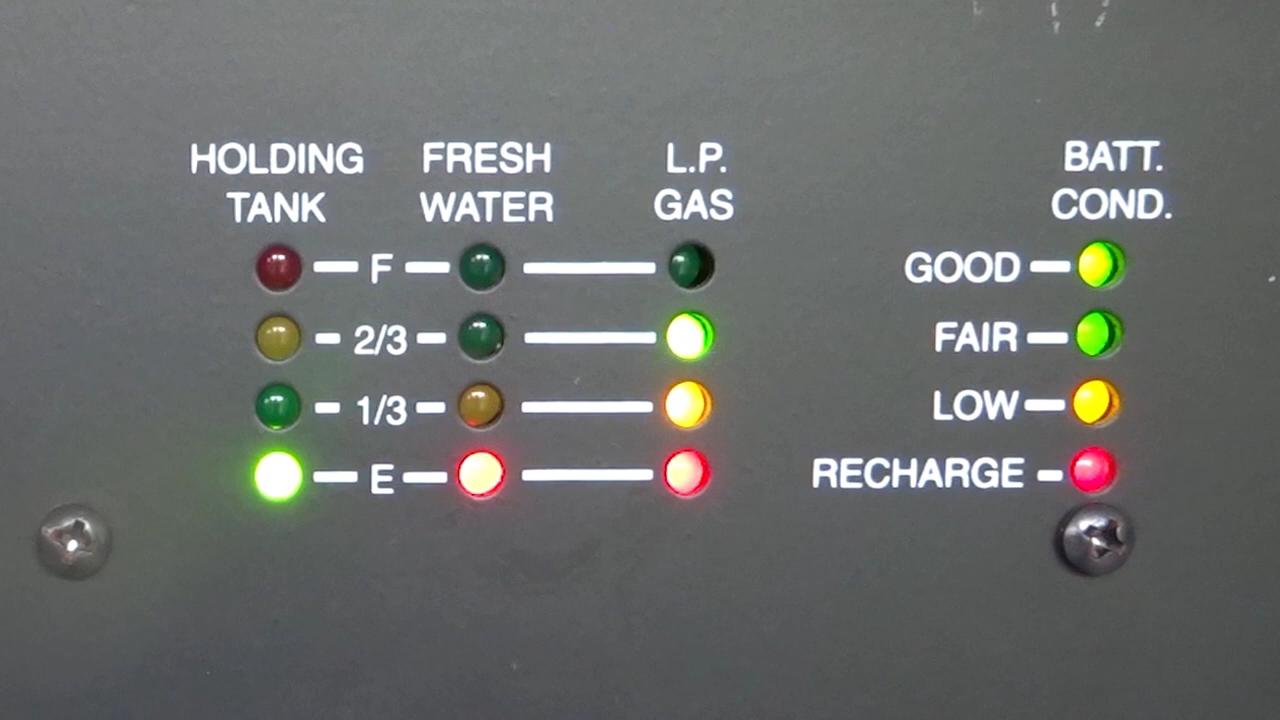 HOLDING FRESH L.P. BATT.
TANK WATER GAS COND.
F GOOD
2/3 FAIR
1/3 LOW
E RECHARGE